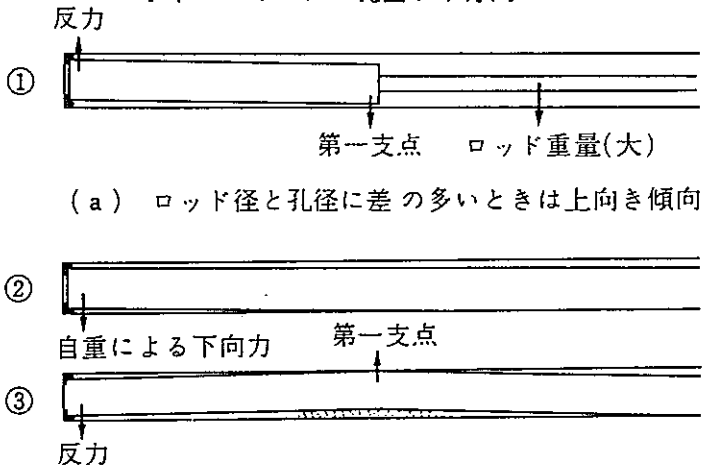 反力
①
第一支点 ロッド重量(大)
(a) ロッド径と孔径に差の多いときは上向き傾向
②
自重による下向力
第一支点
③
反力